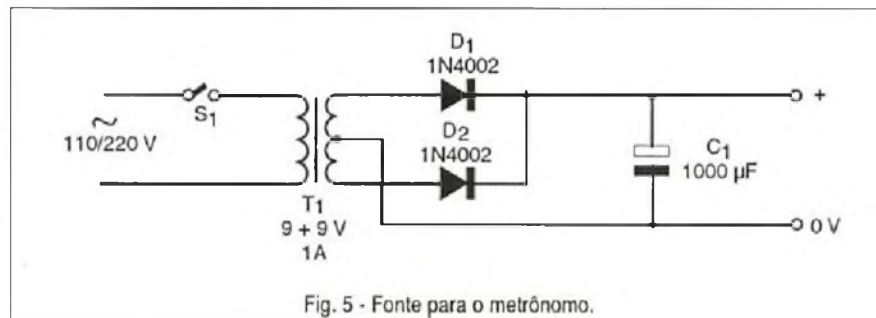 D1
1N4002
+
S1
~
110/220 V
D2
1N4002
C1
1000 µF
T1
9 + 9 V
1A
0 V
Fig. 5 - Fonte para o metrônomo.